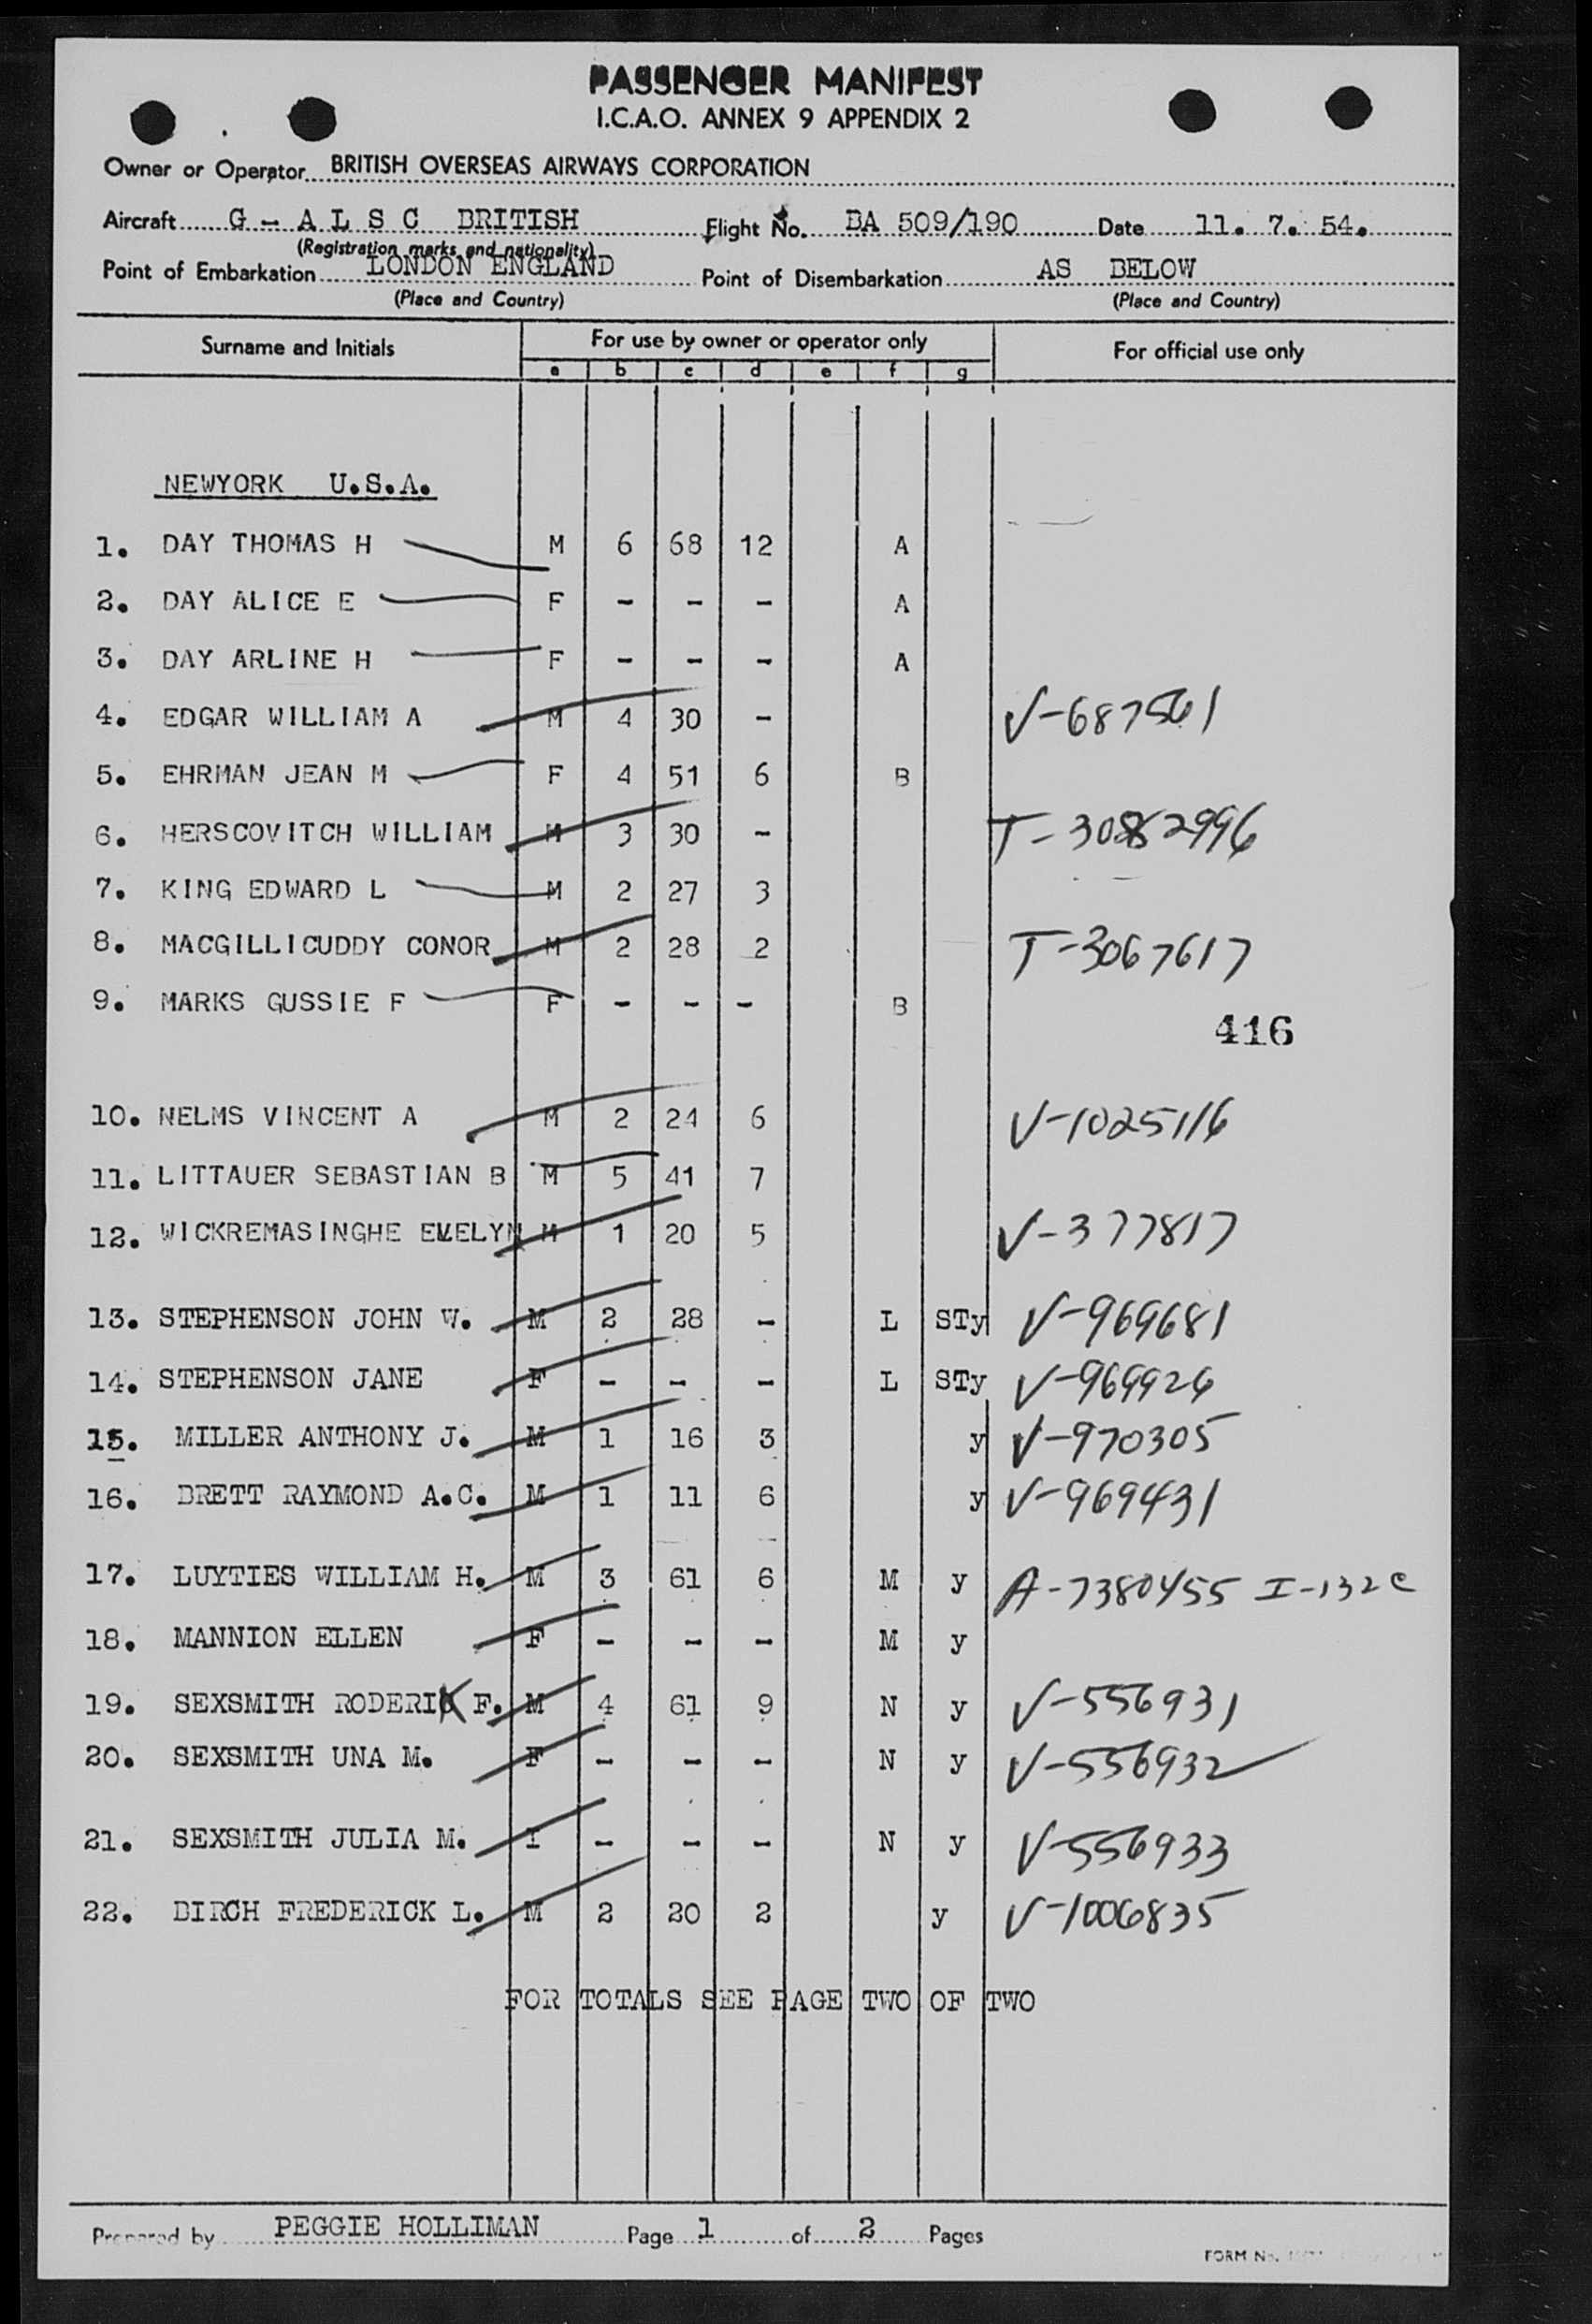 PASSENGER MANIFEST
I.C.A.O. ANNEX 9 APPENDIX 2
Owner or Operator BRITISH OVERSEAS AIRWAYS CORPORATION
Aircraft G - A L S C BRITISH Flight No. BA 509/190 Date 11. 7. 54.
(Registration marks and nationality)
Point of Embarkation LONDON ENGLAND Point of Disembarkation AS BELOW
(Place and Country) (Place and Country)
Surname and Initials For use by owner or operator only For official use only
a b c d e f g
NEWYORK U.S.A.
1. DAY THOMAS H M 6 68 12 A
2. DAY ALICE E F - - - A
3. DAY ARLINE H F - - - A
4. EDGAR WILLIAM A M 4 30 - V-687561
5. EHRMAN JEAN M F 4 51 6 B
6. HERSCOVITCH WILLIAM M 3 30 -
7. KING EDWARD L M 2 27 3
8. MACGILLICUDDY CONOR M 2 28 2 T-3067617
9. MARKS GUSSIE F F - - - B
416
10. NELMS VINCENT A M 2 24 6 V-1025116
11. LITTAUER SEBASTIAN B M 5 41 7
12. WICKREMASINGHE EVELYN M 1 20 5 V-377817
13. STEPHENSON JOHN W. M 2 28 - L STy V-969681
14. STEPHENSON JANE F - - - L STy V-969926
15. MILLER ANTHONY J. M 1 16 3 y V-970305
16. BRETT RAYMOND A.C. M 1 11 6 y V-969431
17. LUYTIES WILLIAM H. M 3 61 6 M y A-7380455 I-132c
18. MANNION ELLEN F - - - M y
19. SEXSMITH RODERIK F. M 4 61 9 N y V-556931
20. SEXSMITH UNA M. F - - - N y V-556932
21. SEXSMITH JULIA M. I - - - N y V-556933
22. BIRCH FREDERICK L. M 2 20 2 y V-1006835
FOR TOTALS SEE PAGE TWO OF TWO
Prepared by PEGGIE HOLLIMAN Page 1 of 2 Pages
FORM No.